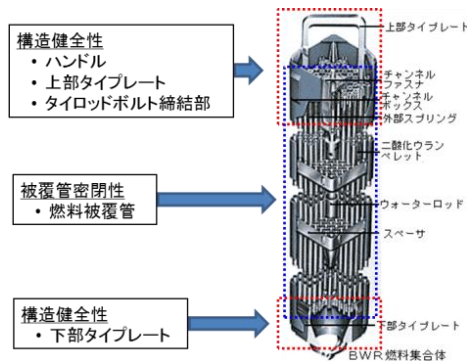 構造健全性
・ハンドル
・上部タイプレート
・タイロッドボルト締結部
被覆管密閉性
・燃料被覆管
構造健全性
・下部タイプレート
上部タイプレート
チャンネル
ファスナ
チャンネル
ボックス
外部スプリング
二酸化ウラン
ペレット
ウォーターロッド
スペーサ
下部タイプレート
BWR燃料集合体